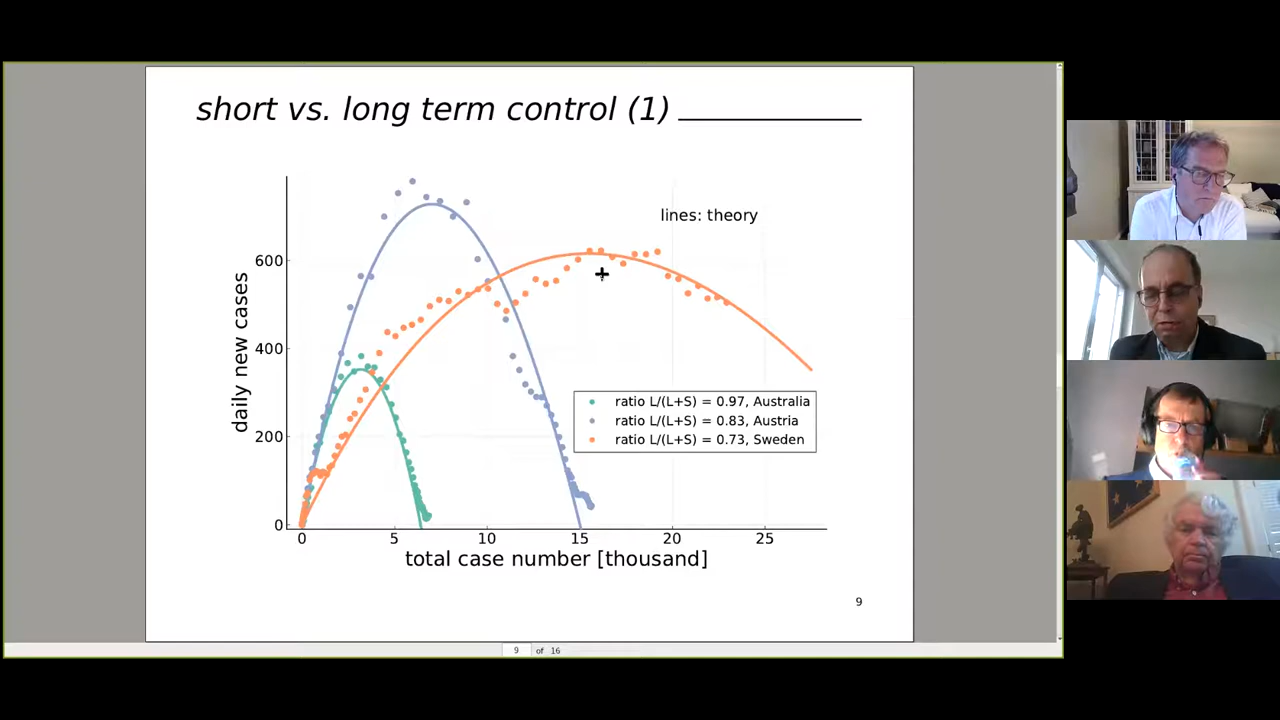 short vs. long term control (1)
daily new cases
600
400
200
0
lines: theory
ratio L/(L+S) = 0.97, Australia
ratio L/(L+S) = 0.83, Austria
ratio L/(L+S) = 0.73, Sweden
0 5 10 15 20 25
total case number [thousand]
9
9 of 16